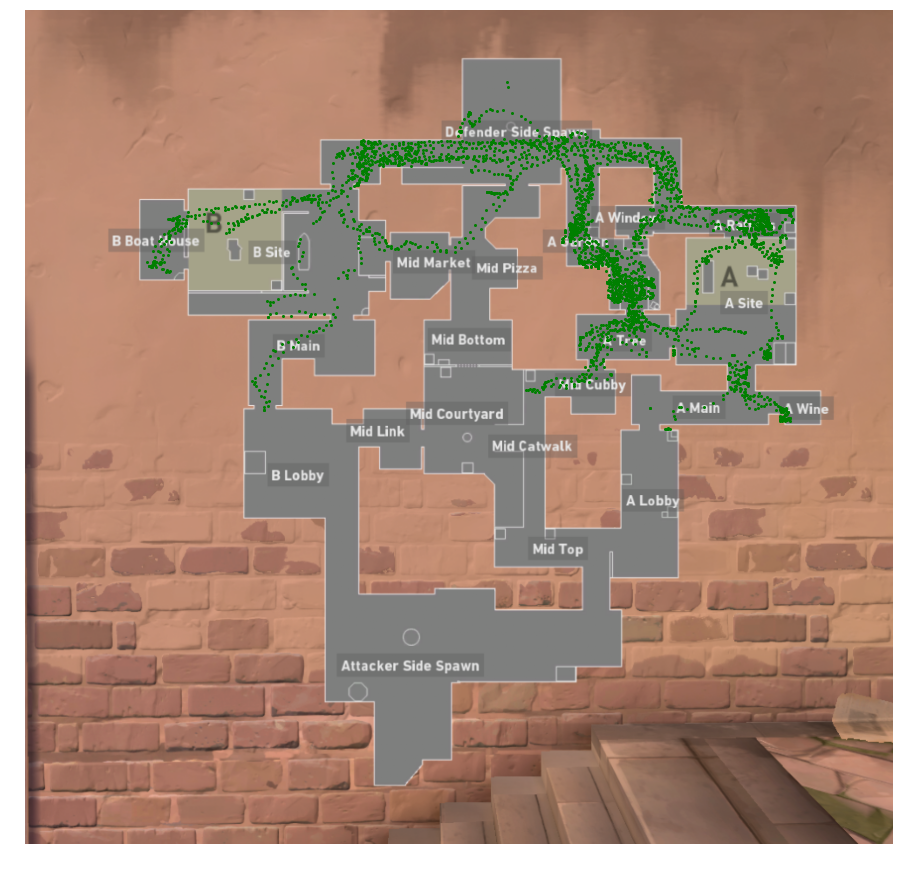 Defender Side Spawn
B
A Window
A Rafters
B Boat House
A Garden
B Site
Mid Market
Mid Pizza
A
A Site
B Main
Mid Bottom
A Tree
Mid Cubby
Mid Courtyard
A Main
A Wine
Mid Link
Mid Catwalk
B Lobby
A Lobby
Mid Top
Attacker Side Spawn